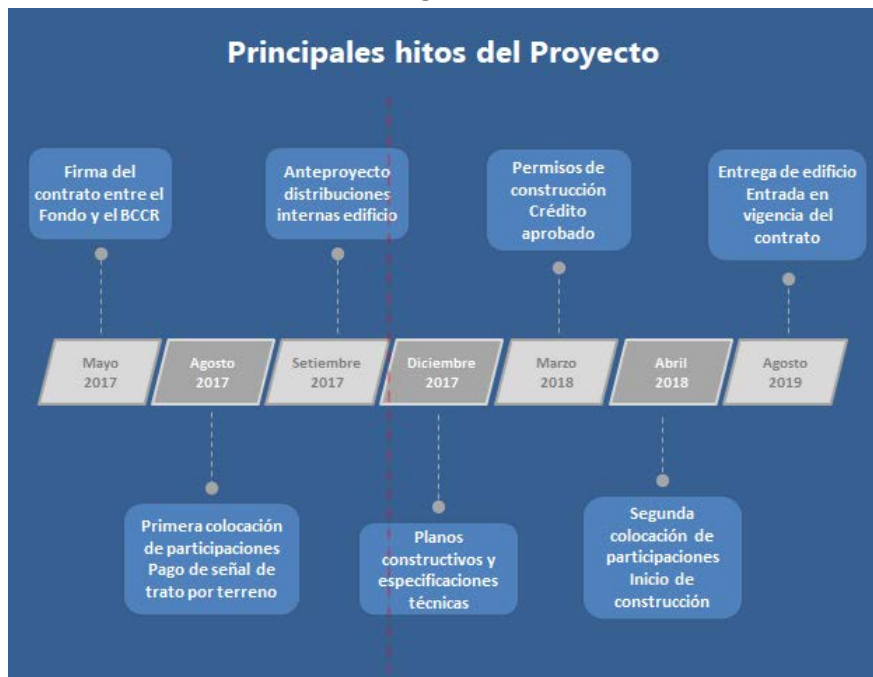 Principales hitos del Proyecto
Firma del
contrato entre el
Fondo y el BCCR
Anteproyecto
distribuciones
internas edificio
Permisos de
construcción
Crédito
aprobado
Entrega de edificio
Entrada en
vigencia del
contrato
Mayo
2017
Agosto
2017
Setiembre
2017
Diciembre
2017
Marzo
2018
Abril
2018
Agosto
2019
Primera colocación
de participaciones
Pago de señal de
trato por terreno
Planos
constructivos y
especificaciones
técnicas
Segunda
colocación de
participaciones
Inicio de
construcción